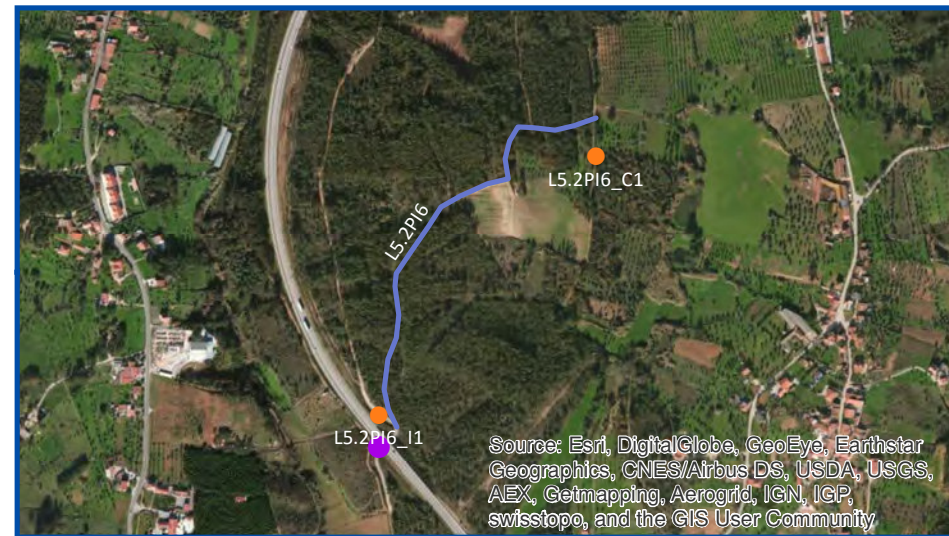 L5.2PI6_C1
L5.2PI6
L5.2PI6_I1
Source: Esri, DigitalGlobe, GeoEye, Earthstar
Geographics, CNES/Airbus DS, USDA, USGS,
AEX, Getmapping, Aerogrid, IGN, IGP,
swisstopo, and the GIS User Community